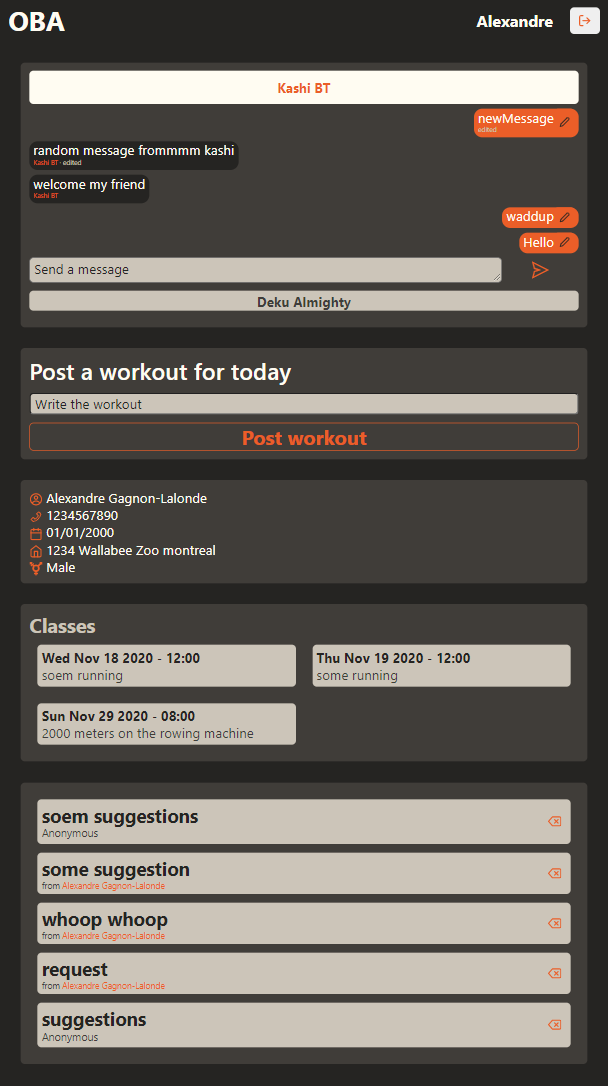 OBA
Alexandre
Kashi BT
newMessage
edited
random message frommmm kashi
Kashi BT · edited
welcome my friend
Kashi BT
waddup
Hello
Send a message
Deku Almighty
Post a workout for today
Write the workout
Post workout
Alexandre Gagnon-Lalonde
1234567890
01/01/2000
1234 Wallabee Zoo montreal
Male
Classes
Wed Nov 18 2020 - 12:00
soem running
Thu Nov 19 2020 - 12:00
some running
Sun Nov 29 2020 - 08:00
2000 meters on the rowing machine
soem suggestions
Anonymous
some suggestion
from Alexandre Gagnon-Lalonde
whoop whoop
from Alexandre Gagnon-Lalonde
request
from Alexandre Gagnon-Lalonde
suggestions
Anonymous